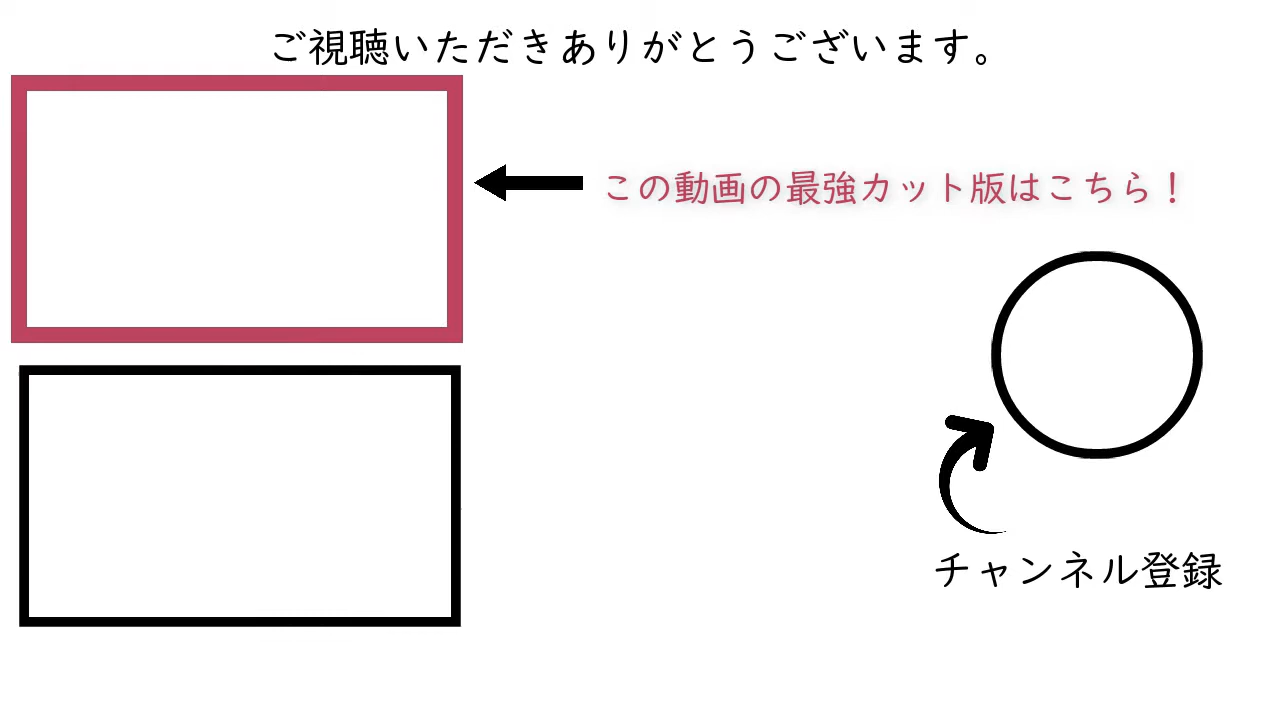 ご視聴いただきありがとうございます。
この動画の最強カット版はこちら！
チャンネル登録